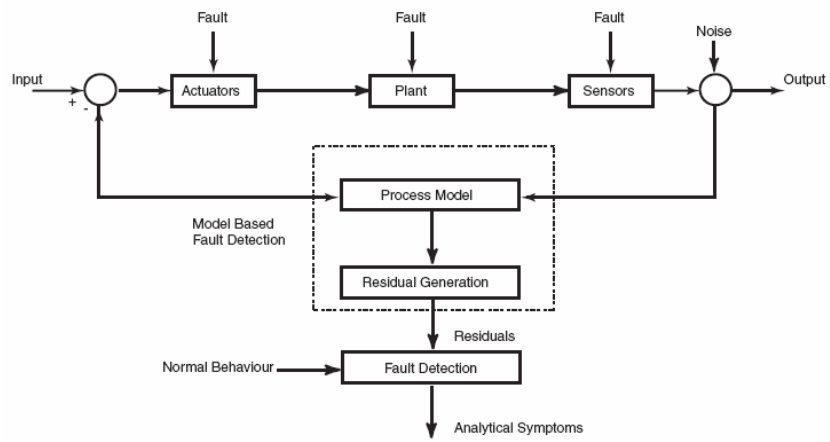 Fault
Fault
Fault
Noise
Input
Actuators
Plant
Sensors
Output
+
-
Process Model
Model Based
Fault Detection
Residual Generation
Residuals
Normal Behaviour
Fault Detection
Analytical Symptoms